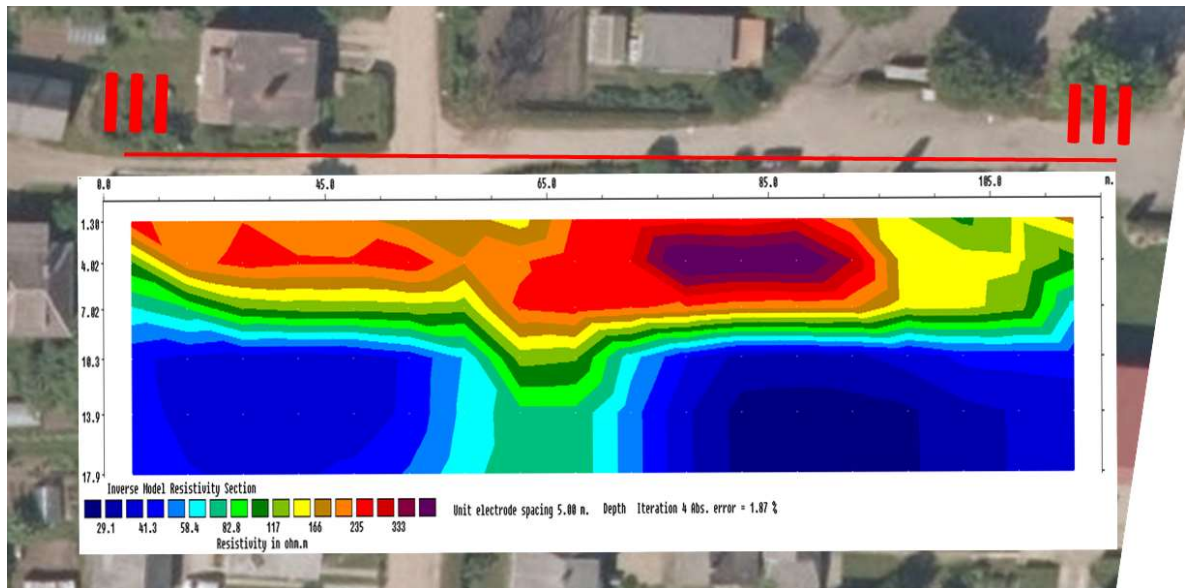 III III
0.0 45.0 65.0 85.0 105.0 m.
1.30
4.02
7.02
10.3
13.9
17.9
Inverse Model Resistivity Section
29.1 41.3 58.4 82.8 117 166 235 333
Resistivity in ohm.m
Unit electrode spacing 5.00 m. Depth Iteration 4 Abs. error = 1.87 %